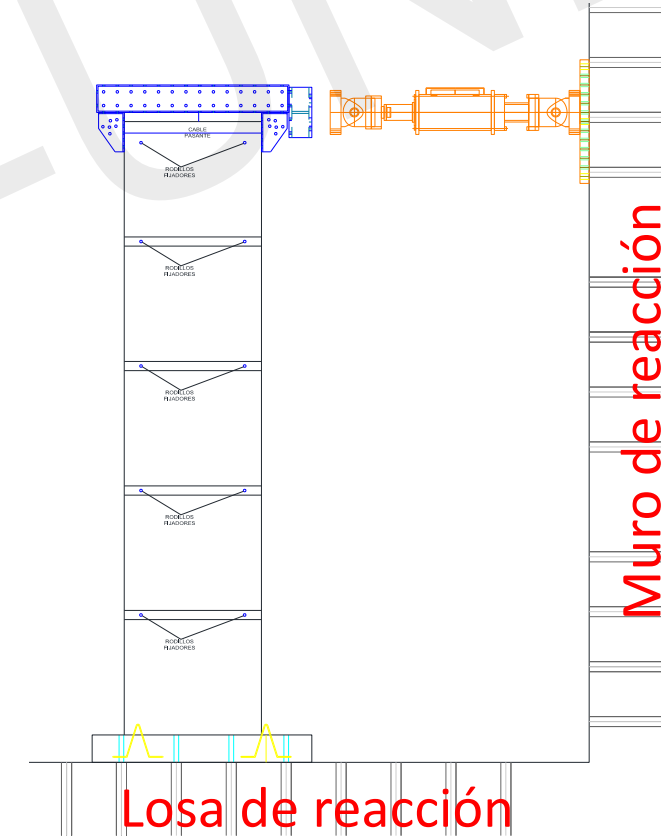 CABLE
PASANTE
RODILLOS
FIJADORES
RODILLOS
FIJADORES
RODILLOS
FIJADORES
RODILLOS
FIJADORES
RODILLOS
FIJADORES
Muro de reacción
Losa de reacción